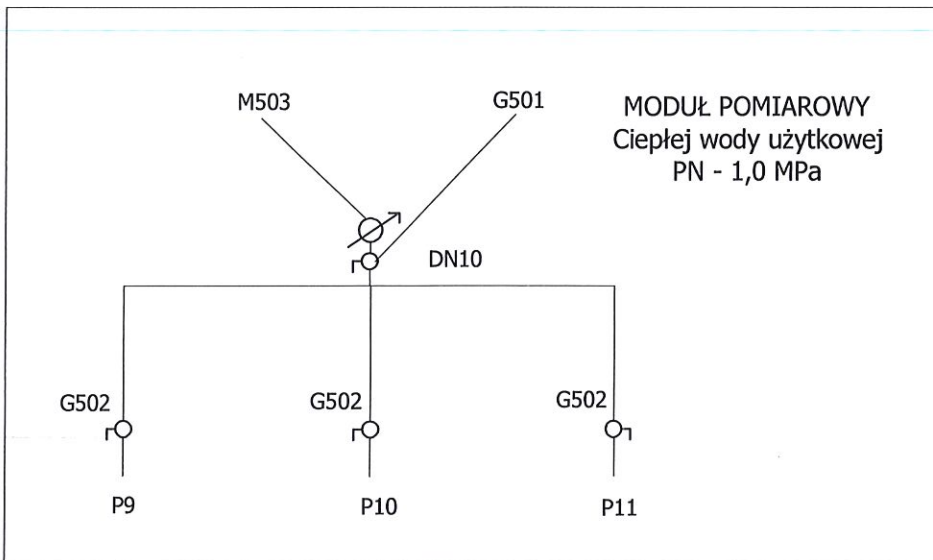 M503
G501
MODUŁ POMIAROWY
Ciepłej wody użytkowej
PN - 1,0 MPa
DN10
G502
G502
G502
P9
P10
P11